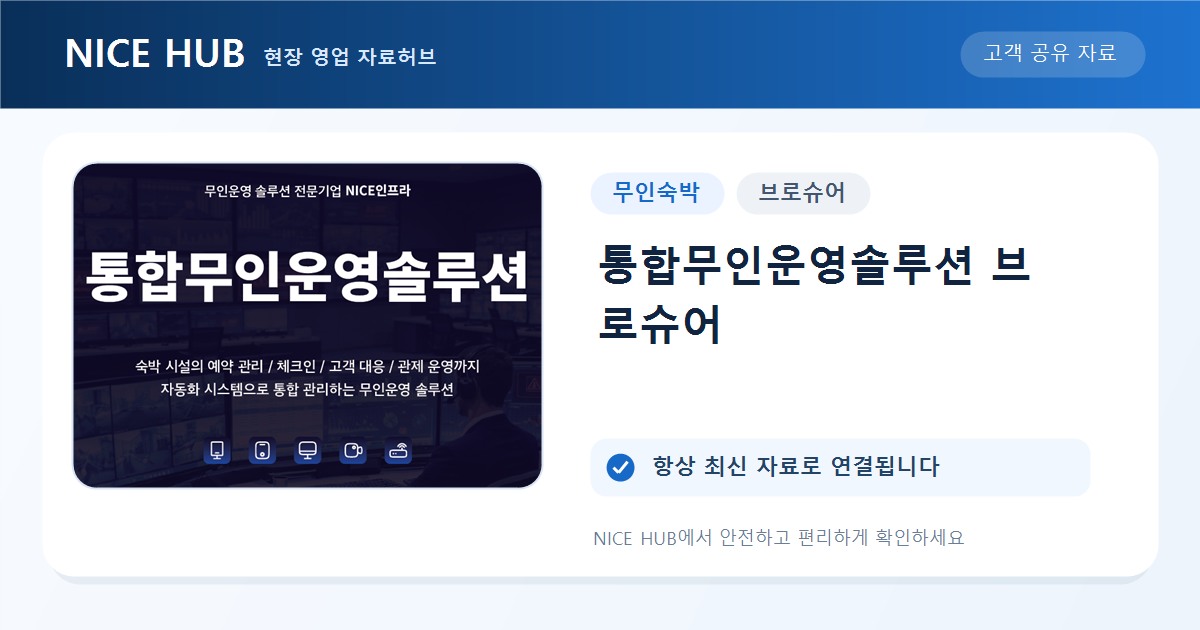 NICE HUB 현장 영업 자료허브
고객 공유 자료
무인운영 솔루션 전문기업 NICE인프라
통합무인운영솔루션
숙박 시설의 예약 관리 / 체크인 / 고객 대응 / 관제 운영까지
자동화 시스템으로 통합 관리하는 무인운영 솔루션
무인숙박 브로슈어
통합무인운영솔루션 브
로슈어
항상 최신 자료로 연결됩니다
NICE HUB에서 안전하고 편리하게 확인하세요